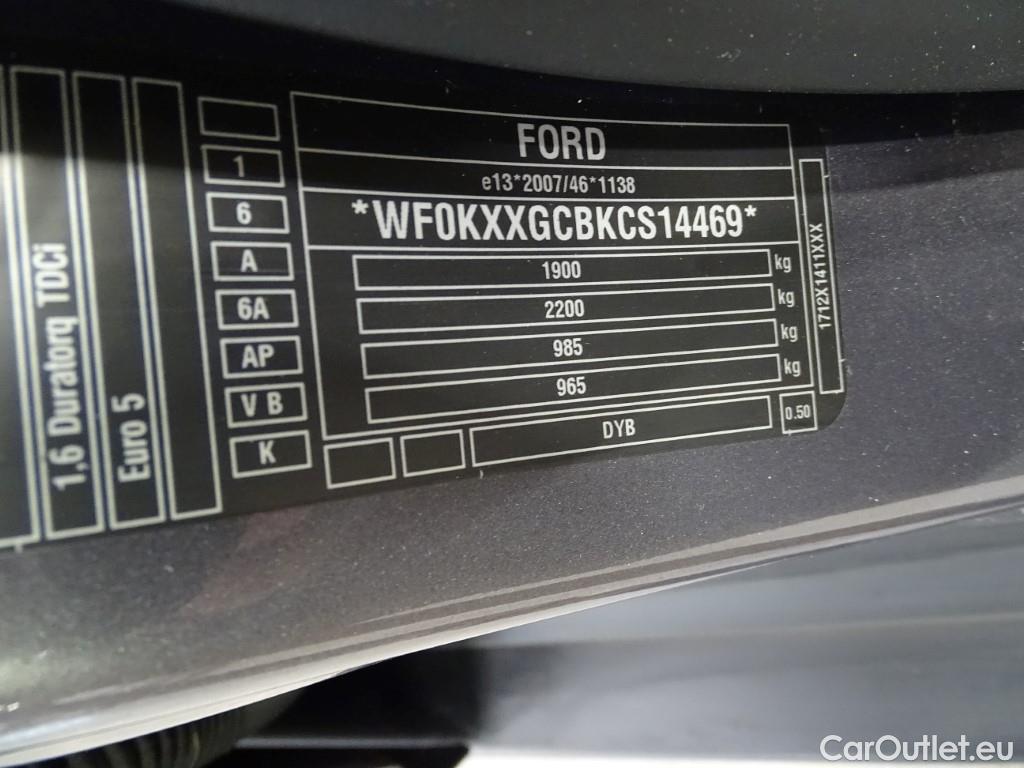 1,6 Duratorq TDCi
Euro 5
1
6
A
6A
AP
V B
K
FORD
e13*2007/46*1138
*WF0KXXGCBKCS14469*
1900 kg
2200 kg
985 kg
965 kg
DYB
0.50
1712X1411XXX
CarOutlet.eu